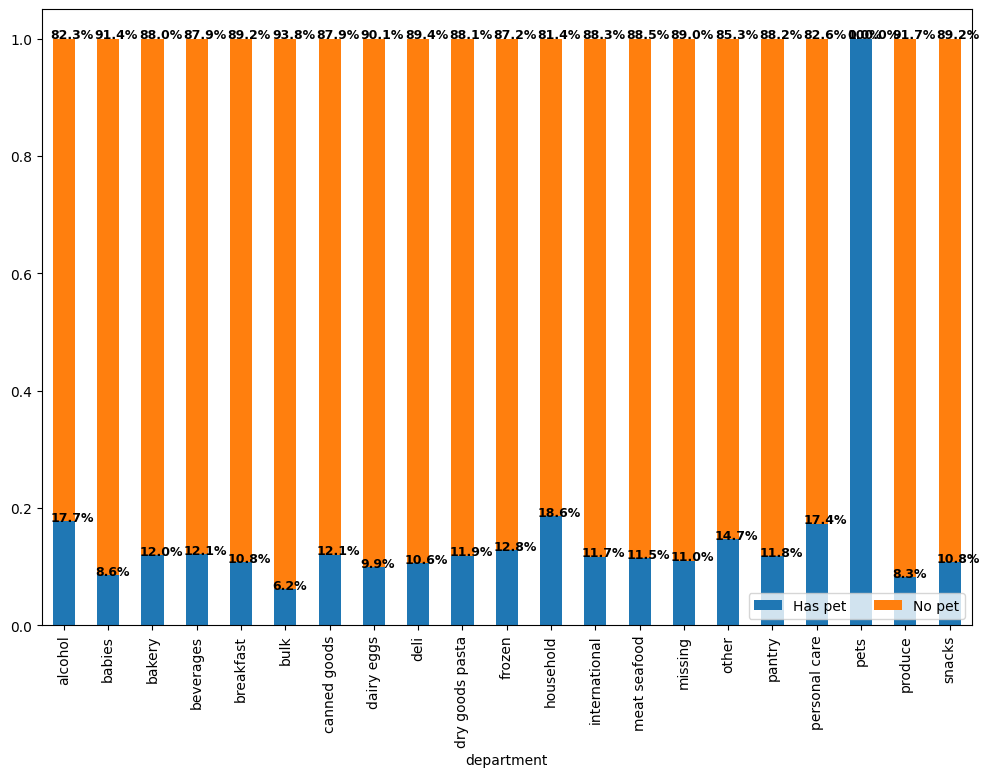 1.0
0.8
0.6
0.4
0.2
0.0
82.3% 91.4% 88.0% 87.9% 89.2% 93.8% 87.9% 90.1% 89.4% 88.1% 87.2% 81.4% 88.3% 88.5% 89.0% 85.3% 88.2% 82.6% 91.7% 89.2%
17.7% 8.6% 12.0% 12.1% 10.8% 6.2% 12.1% 9.9% 10.6% 11.9% 12.8% 18.6% 11.7% 11.5% 11.0% 14.7% 11.8% 17.4% 8.3% 10.8%
Has pet No pet
alcohol
babies
bakery
beverages
breakfast
bulk
canned goods
dairy eggs
deli
dry goods pasta
frozen
household
international
meat seafood
missing
other
pantry
personal care
pets
produce
snacks
department